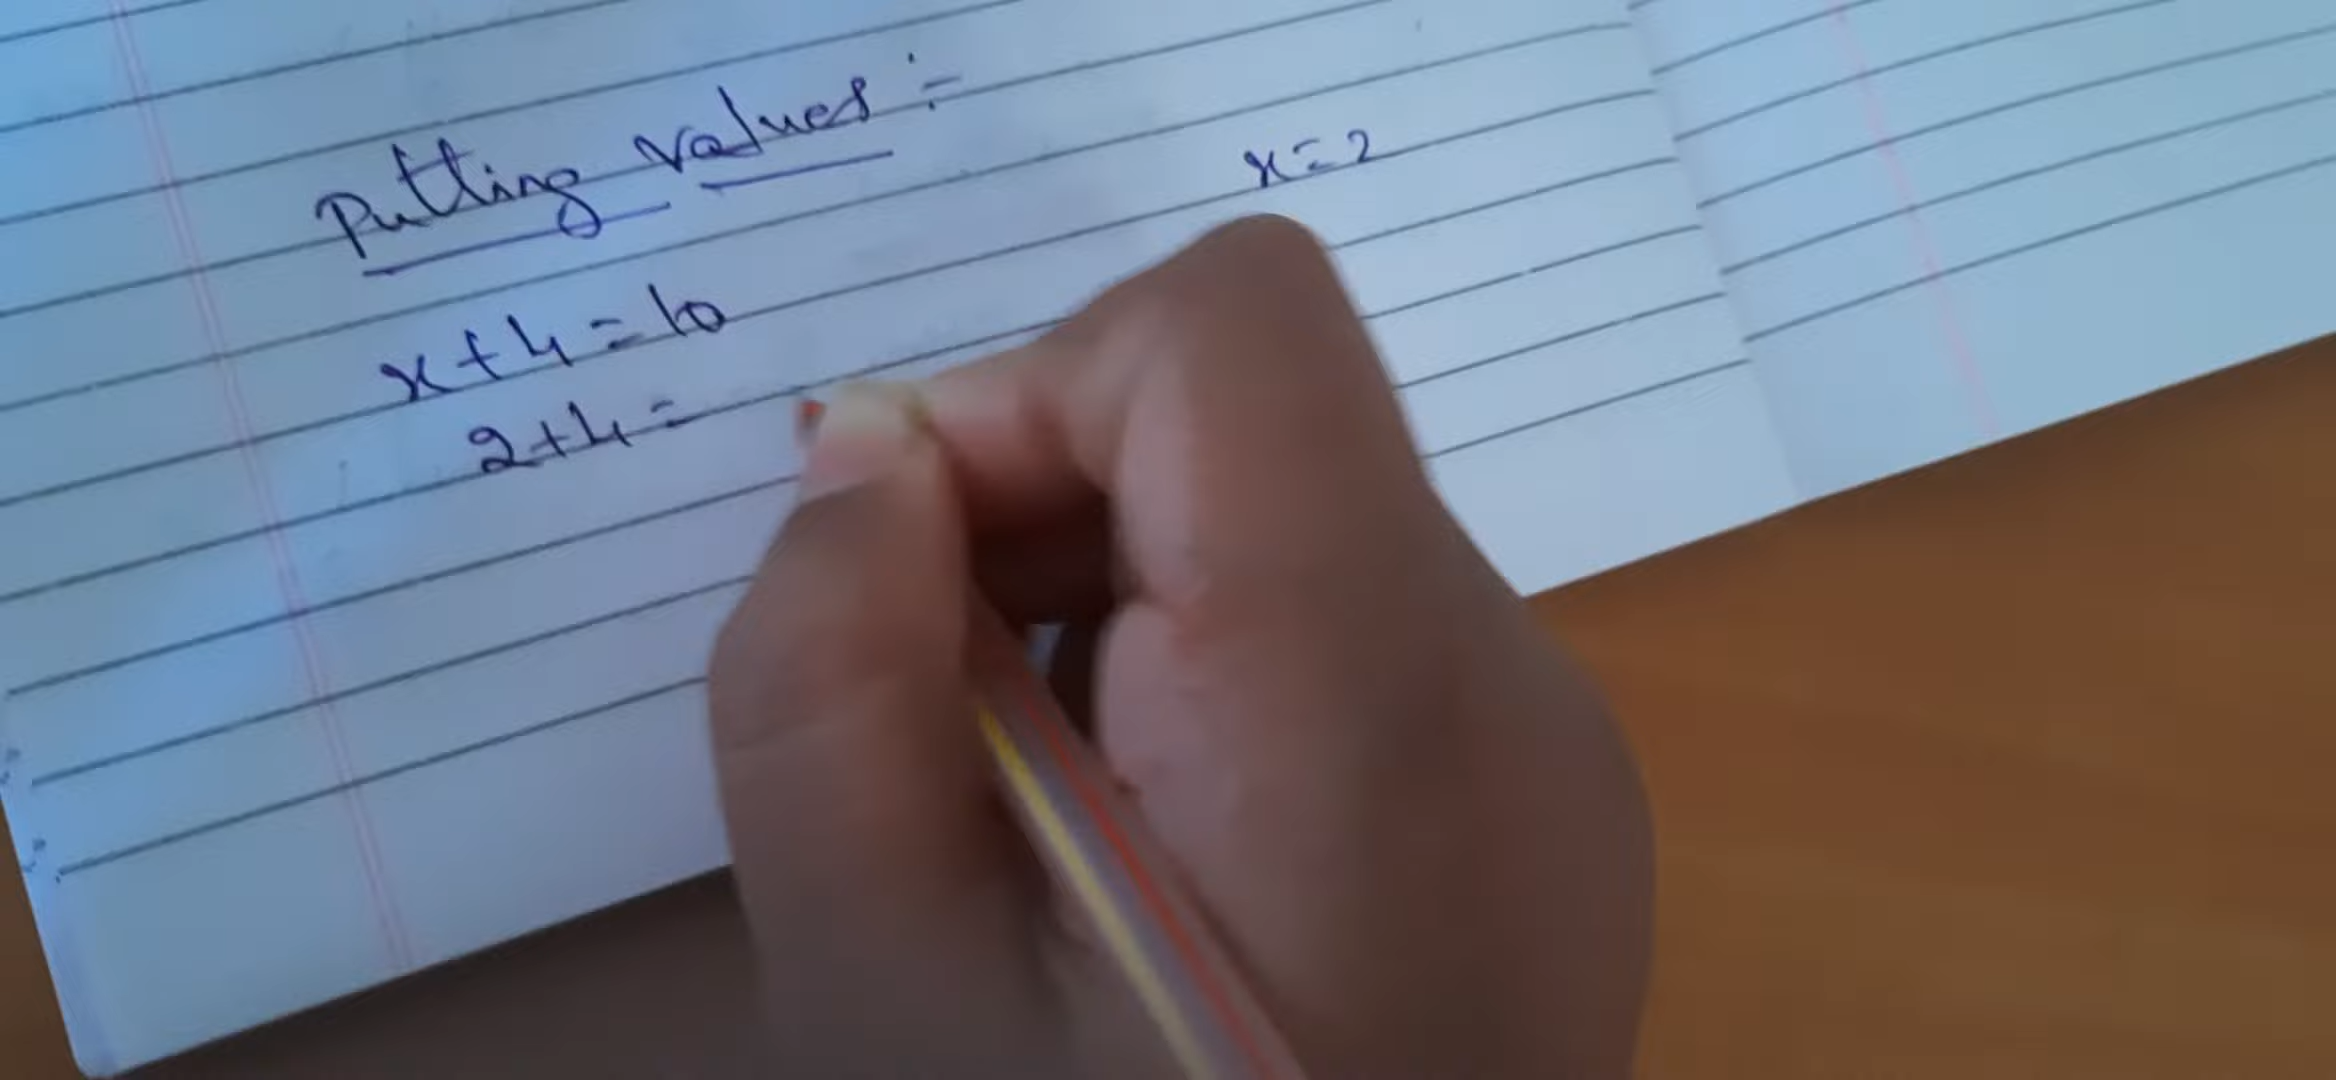 Putting values :-
x = 2
x + 4 = 10
2 + 4 =